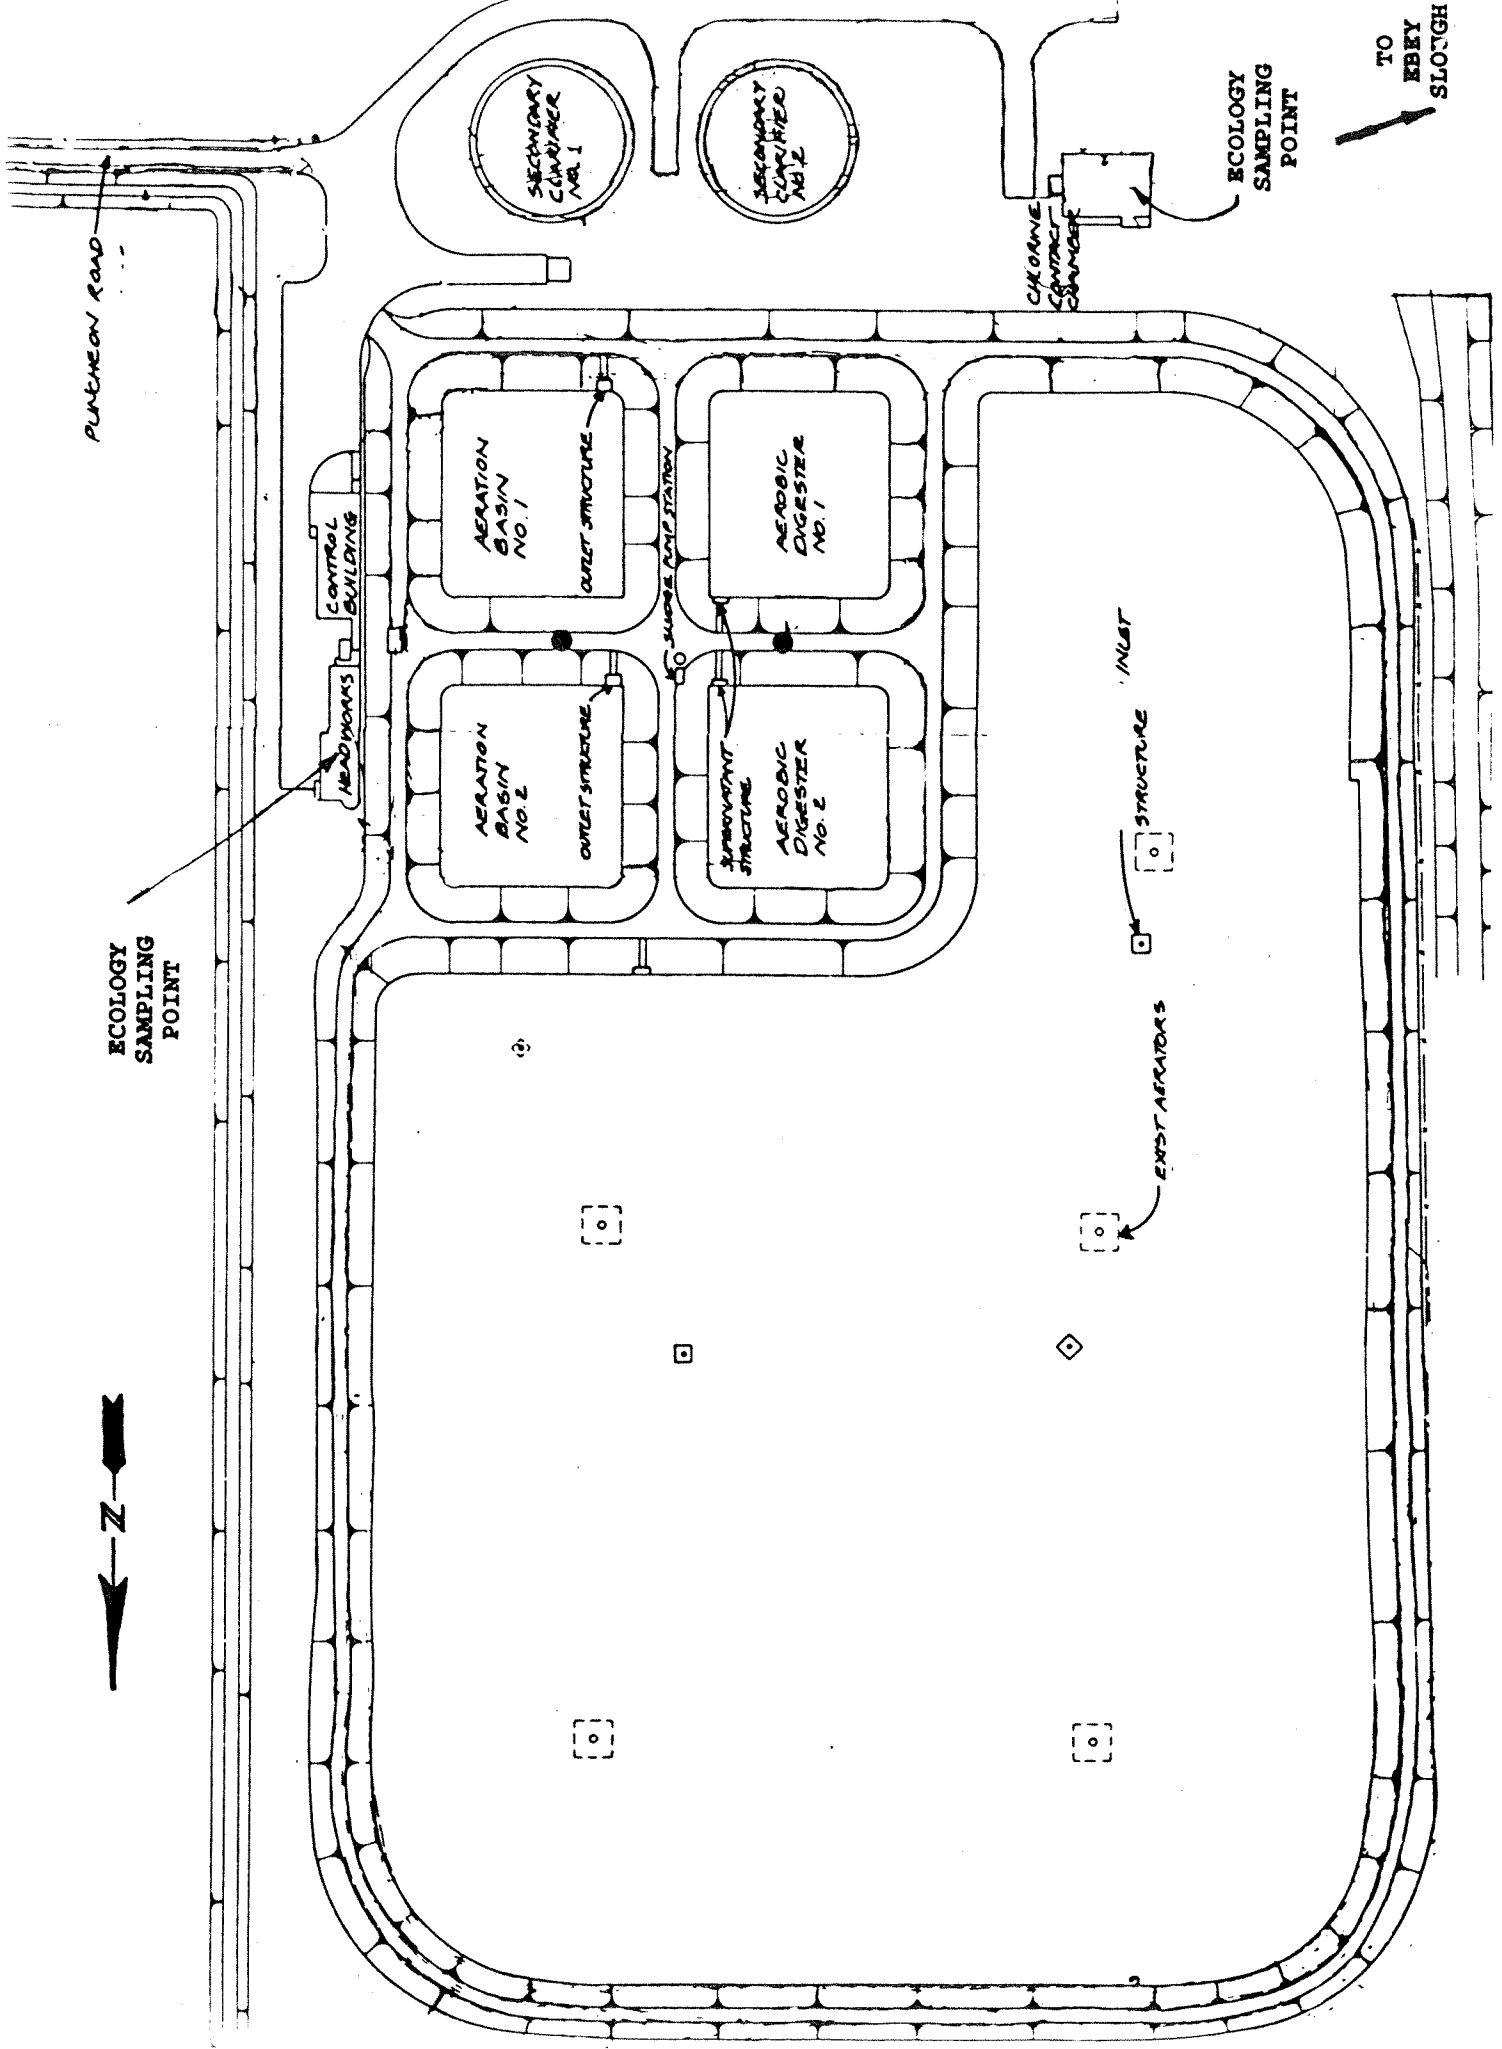 TO
EBEY
SLOUGH
ECOLOGY
SAMPLING
POINT
SECONDARY
CLARIFIER
NO. 1
SECONDARY
CLARIFIER
NO. 2
CHLORINE
CONTACT
CHAMBER
PUNCHEON ROAD
CONTROL
BUILDING
HEADWORKS
AERATION
BASIN
NO. 1
OUTLET STRUCTURE
SLUDGE PUMP STATION
AEROBIC
DIGESTER
NO. 1
AERATION
BASIN
NO. 2
OUTLET STRUCTURE
SUPERNATANT
STRUCTURE
AEROBIC
DIGESTER
NO. 2
INLET
STRUCTURE
ECOLOGY
SAMPLING
POINT
EXIST AERATORS
N